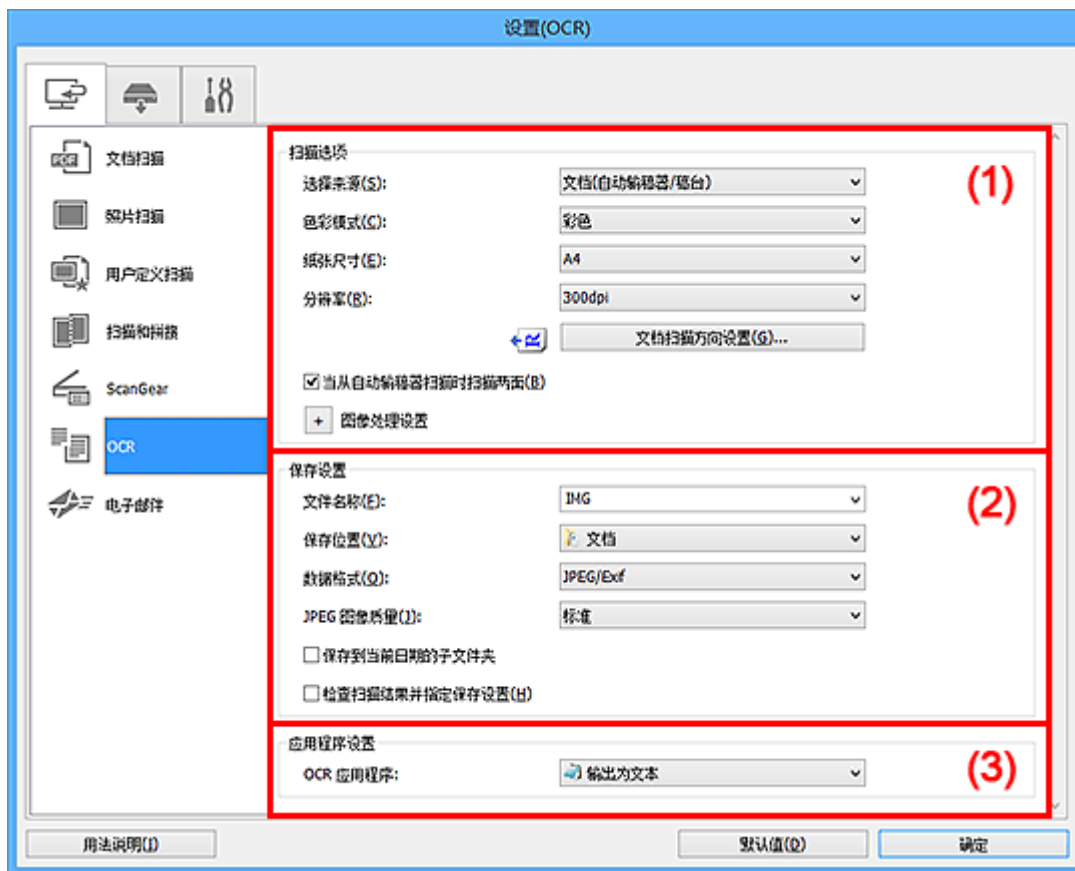 设置(OCR)
文档扫描
照片扫描
用户定义扫描
扫描和拼接
ScanGear
OCR
电子邮件
扫描选项
(1)
选择来源(S): 文档(自动输稿器/稿台)
色彩模式(C): 彩色
纸张尺寸(E): A4
分辨率(R): 300dpi
文档扫描方向设置(G)...
当从自动输稿器扫描时扫描两面(B)
+ 图像处理设置
保存设置
(2)
文件名称(F): IMG
保存位置(V): 文档
数据格式(O): JPEG/Exif
JPEG 图像质量(J): 标准
保存到当前日期的子文件夹
检查扫描结果并指定保存设置(H)
应用程序设置
(3)
OCR 应用程序: 输出为文本
用法说明(I) 默认值(D) 确定